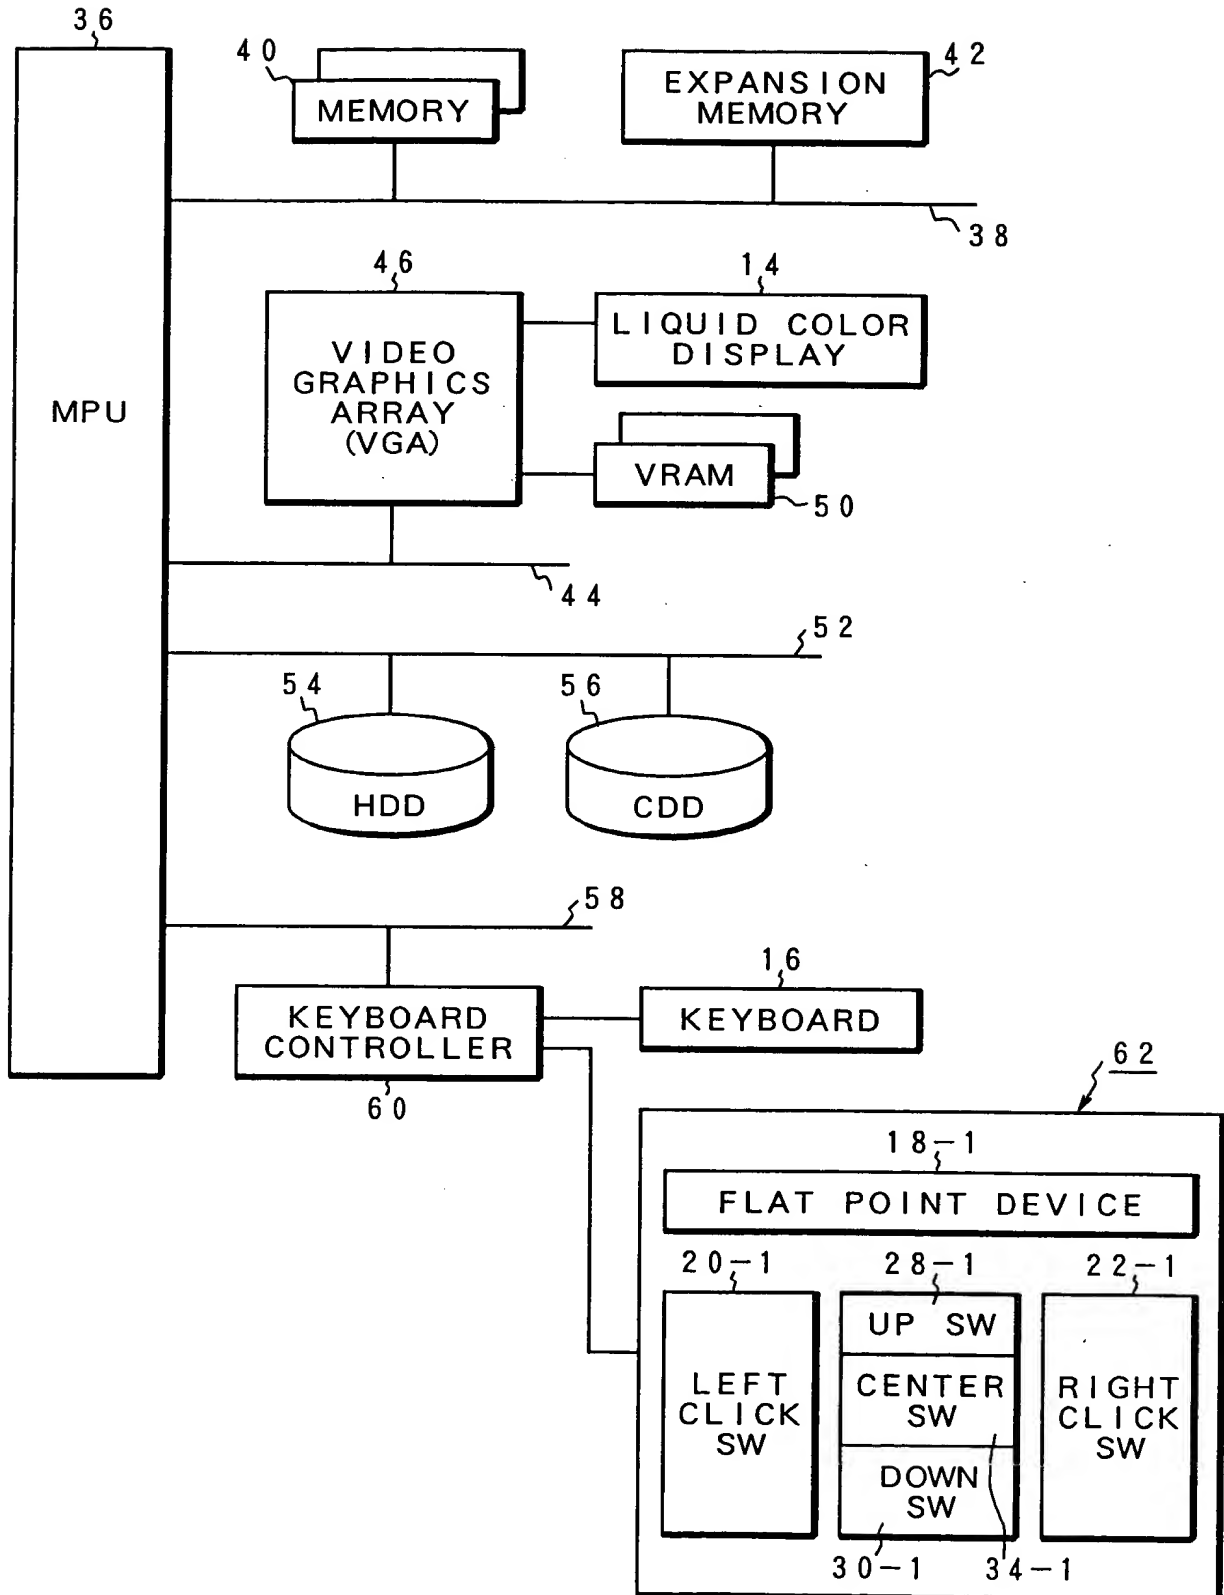 36
40
MEMORY
42
EXPANSION
MEMORY
38
MPU
46
VIDEO
GRAPHICS
ARRAY
(VGA)
14
LIQUID COLOR
DISPLAY
VRAM
50
44
52
54
HDD
56
CDD
58
KEYBOARD
CONTROLLER
60
16
KEYBOARD
62
18-1
FLAT POINT DEVICE
20-1
LEFT
CLICK
SW
28-1
UP SW
CENTER
SW
DOWN
SW
22-1
RIGHT
CLICK
SW
30-1
34-1